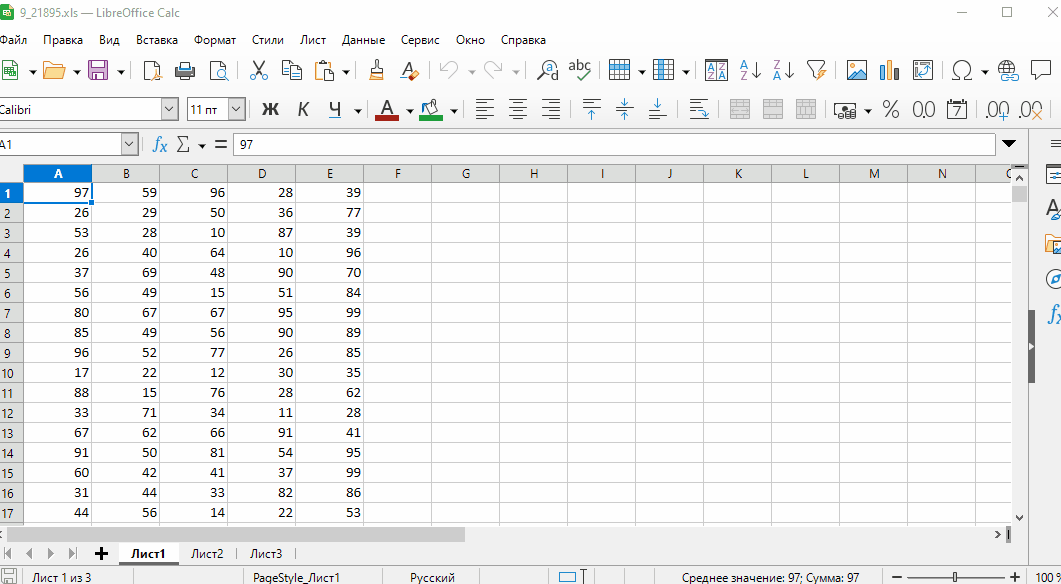 9_21895.xls — LibreOffice Calc
Файл Правка Вид Вставка Формат Стили Лист Данные Сервис Окно Справка
Calibri 11 пт Ж К Ч A % 0.0 7 .00 .00
A1 fx Σ = 97
A B C D E F G H I J K L M N
1 97 59 96 28 39
2 26 29 50 36 77
3 53 28 10 87 39
4 26 40 64 10 96
5 37 69 48 90 70
6 56 49 15 51 84
7 80 67 67 95 99
8 85 49 56 90 89
9 96 52 77 26 85
10 17 22 12 30 35
11 88 15 76 28 62
12 33 71 34 11 28
13 67 62 66 91 41
14 91 50 81 54 95
15 60 42 41 37 99
16 31 44 33 82 86
17 44 56 14 22 53
Лист1 Лист2 Лист3
Лист 1 из 3 PageStyle_Лист1 Русский Среднее значение: 97; Сумма: 97 100 %